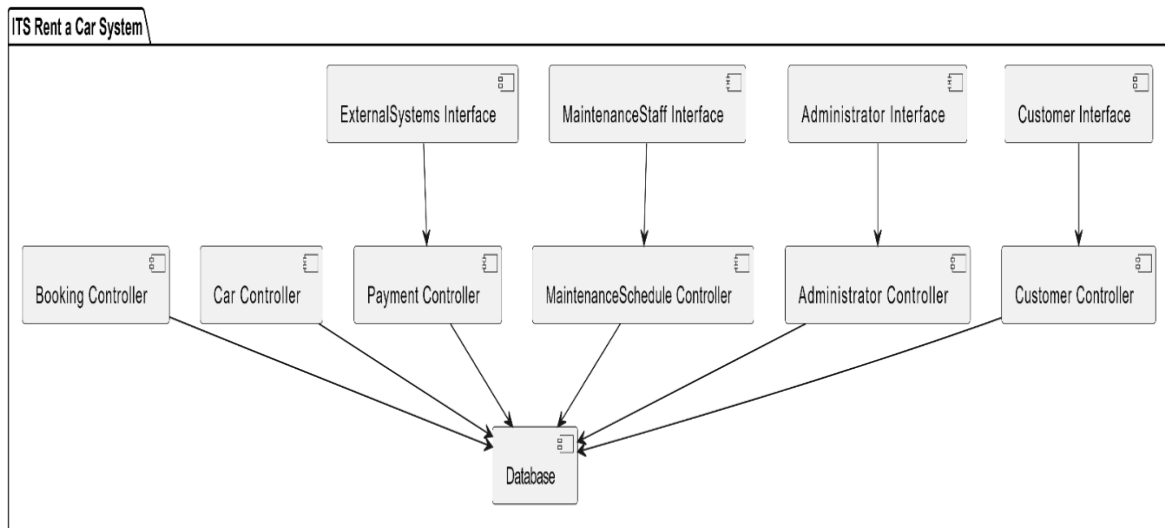 ITS Rent a Car System
ExternalSystems Interface
MaintenanceStaff Interface
Administrator Interface
Customer Interface
Booking Controller
Car Controller
Payment Controller
MaintenanceSchedule Controller
Administrator Controller
Customer Controller
Database